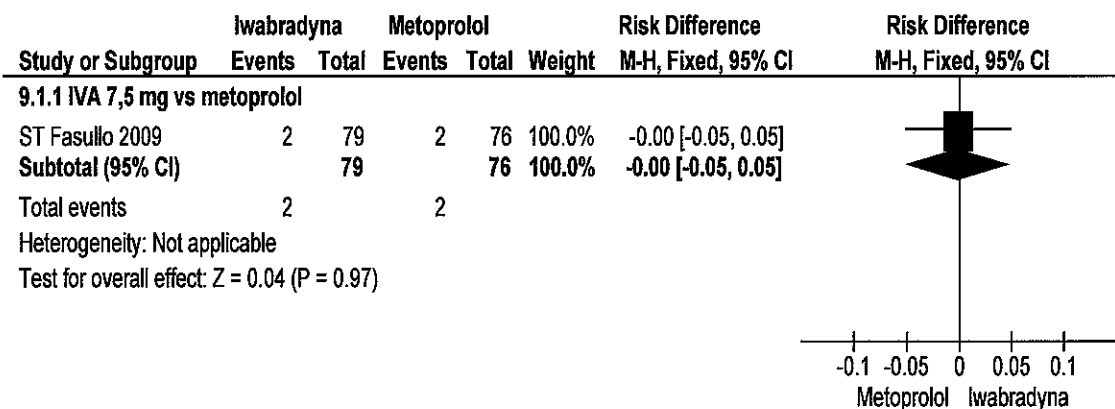 Iwabradyna Metoprolol Risk Difference Risk Difference
Study or Subgroup Events Total Events Total Weight M-H, Fixed, 95% CI M-H, Fixed, 95% CI
9.1.1 IVA 7,5 mg vs metoprolol
ST Fasullo 2009 2 79 2 76 100.0% -0.00 [-0.05, 0.05]
Subtotal (95% CI) 79 76 100.0% -0.00 [-0.05, 0.05]
Total events 2 2
Heterogeneity: Not applicable
Test for overall effect: Z = 0.04 (P = 0.97)
-0.1 -0.05 0 0.05 0.1
Metoprolol Iwabradyna